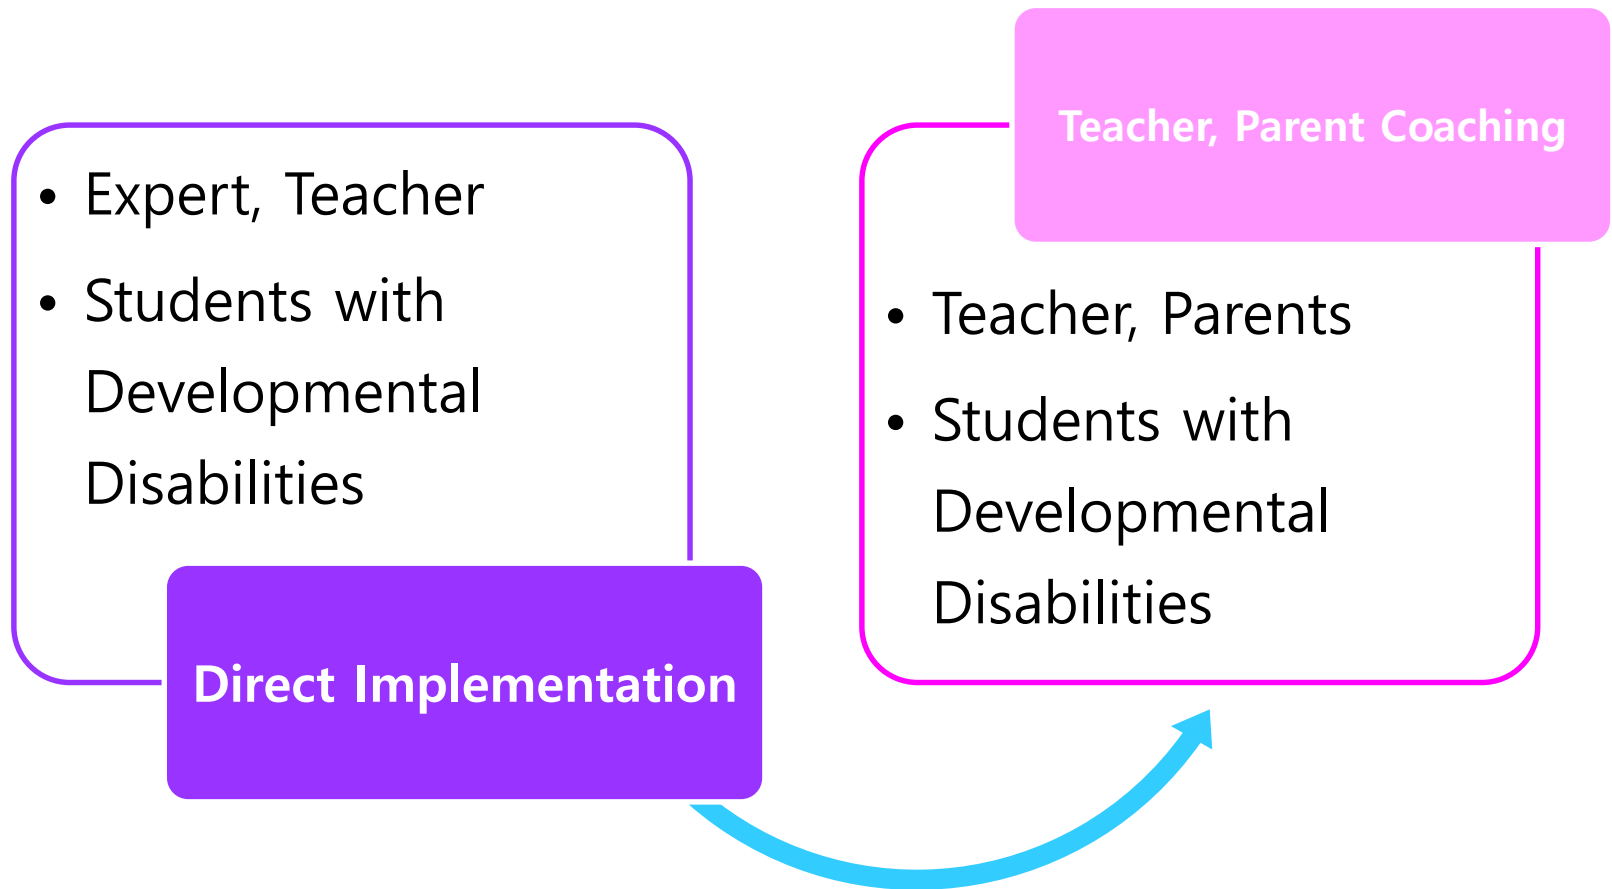 • Expert, Teacher
• Students with
Developmental
Disabilities
Direct Implementation
Teacher, Parent Coaching
• Teacher, Parents
• Students with
Developmental
Disabilities